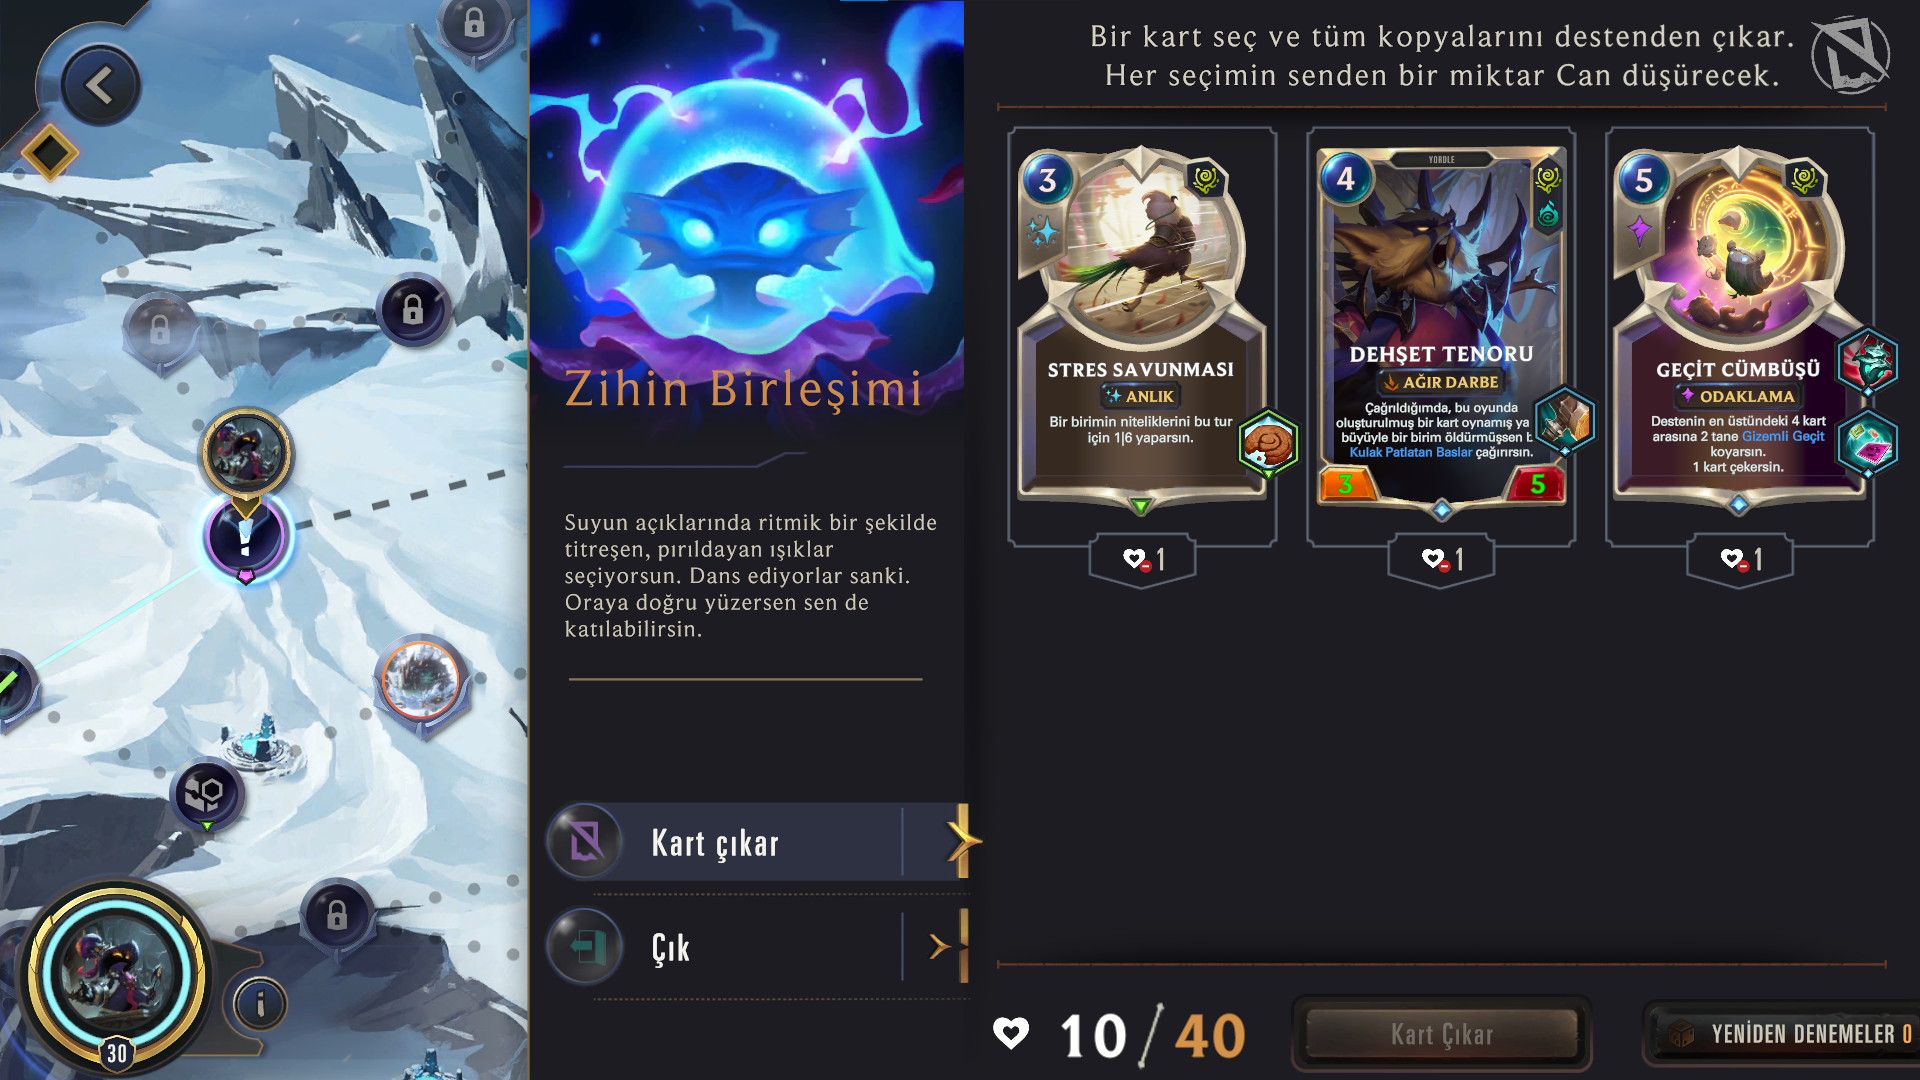 Bir kart seç ve tüm kopyalarını destenden çıkar.
Her seçimin senden bir miktar Can düşürecek.
Zihin Birleşimi
Suyun açıklarında ritmik bir şekilde
titreşen, pırıldayan ışıklar
seçiyorsun. Dans ediyorlar sanki.
Oraya doğru yüzersen sen de
katılabilirsin.
Kart çıkar
Çık
3
STRES SAVUNMASI
ANLIK
Bir birimin niteliklerini bu tur
için 1|6 yaparsın.
1
4
YORDLE
DEHŞET TENORU
AĞIR DARBE
Çağrıldığımda, bu oyunda
oluşturulmuş bir kart oynamış ya
büyüyle bir birim öldürmüşsen
Kulak Patlatan Baslar çağırırsın.
3
5
1
5
GEÇİT CÜMBÜŞÜ
ODAKLAMA
Destenin en üstündeki 4 kart
arasına 2 tane Gizemli Geçit
koyarsın.
1 kart çekersin.
1
30
10/40
Kart Çıkar
YENİDEN DENEMELER 0